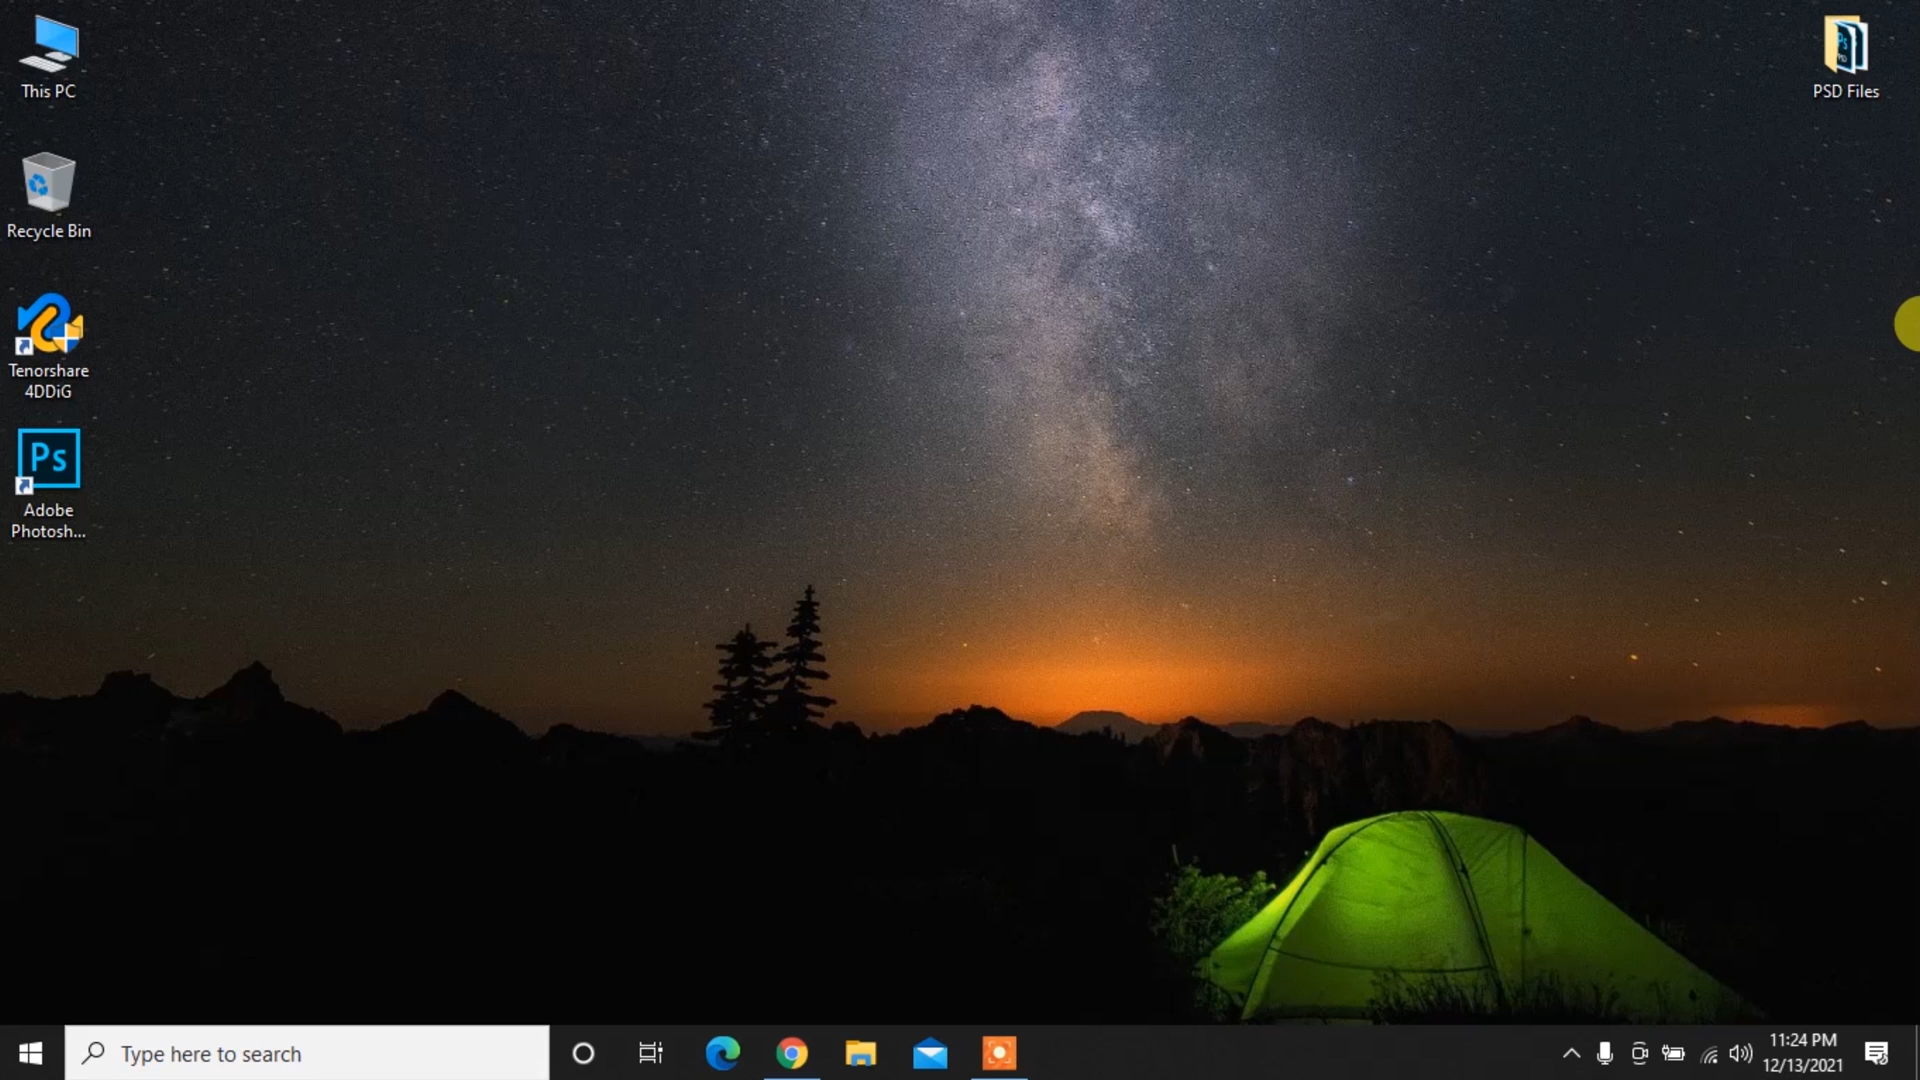 This PC
PSD Files
Recycle Bin
Tenorshare
4DDiG
Ps
Adobe
Photosh...
Type here to search
11:24 PM
12/13/2021